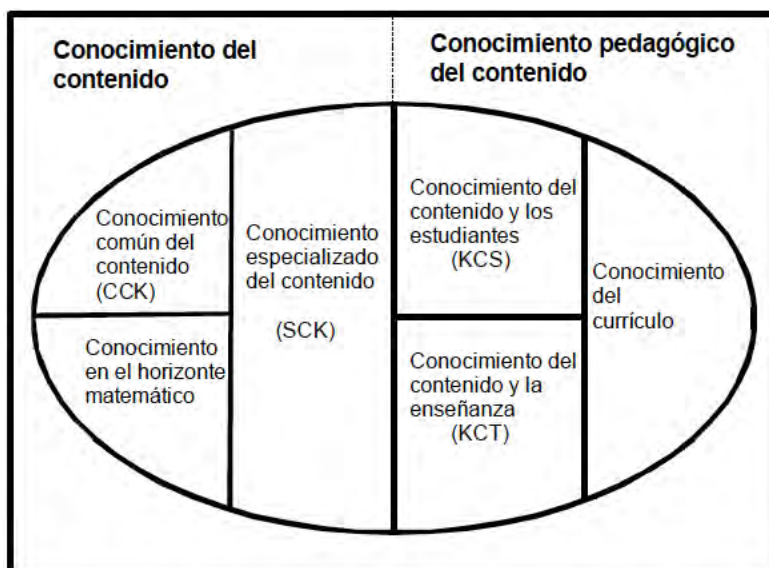 Conocimiento del
contenido
Conocimiento pedagógico
del contenido
Conocimiento
común del
contenido
(CCK)
Conocimiento
en el horizonte
matemático
Conocimiento
especializado
del contenido
(SCK)
Conocimiento del
contenido y los
estudiantes
(KCS)
Conocimiento del
contenido y la
enseñanza
(KCT)
Conocimiento
del
currículo